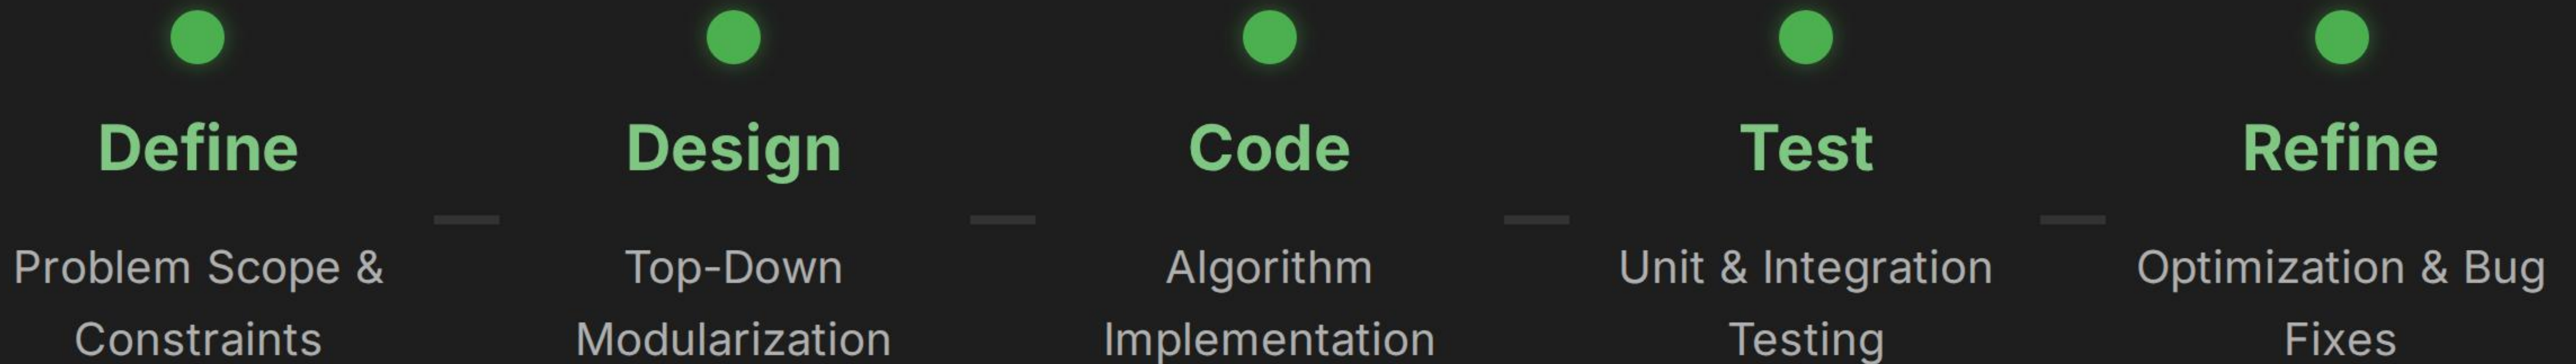 Define
Problem Scope &
Constraints
Design
Top-Down
Modularization
Code
Algorithm
Implementation
Test
Unit & Integration
Testing
Refine
Optimization & Bug
Fixes